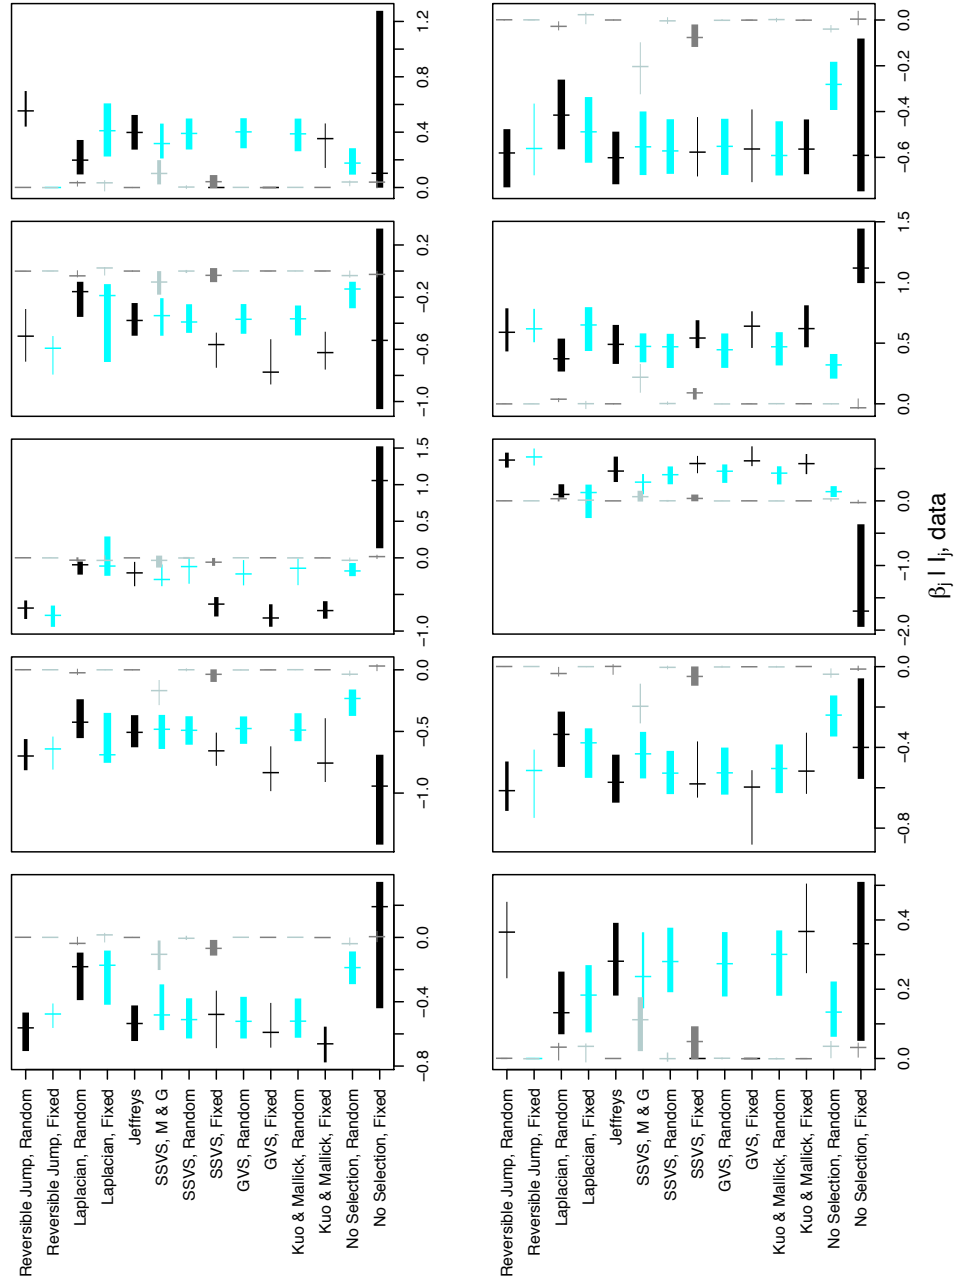 0.0 0.4 0.8 1.2
−1.0 −0.6 −0.2 0.2
−1.0 0.0 0.5 1.0 1.5
−1.0 −0.5 0.0
−0.8 −0.4 0.0
Reversible Jump, Random
Reversible Jump, Fixed
Laplacian, Random
Laplacian, Fixed
Jeffreys
SSVS, M & G
SSVS, Random
SSVS, Fixed
GVS, Random
GVS, Fixed
Kuo & Mallick, Random
Kuo & Mallick, Fixed
No Selection, Random
No Selection, Fixed
−0.6 −0.4 −0.2 0.0
0.0 0.5 1.0 1.5
−2.0 −1.0 0.0
−0.8 −0.4 0.0
0.0 0.2 0.4
Reversible Jump, Random
Reversible Jump, Fixed
Laplacian, Random
Laplacian, Fixed
Jeffreys
SSVS, M & G
SSVS, Random
SSVS, Fixed
GVS, Random
GVS, Fixed
Kuo & Mallick, Random
Kuo & Mallick, Fixed
No Selection, Random
No Selection, Fixed
βj | Ij, data